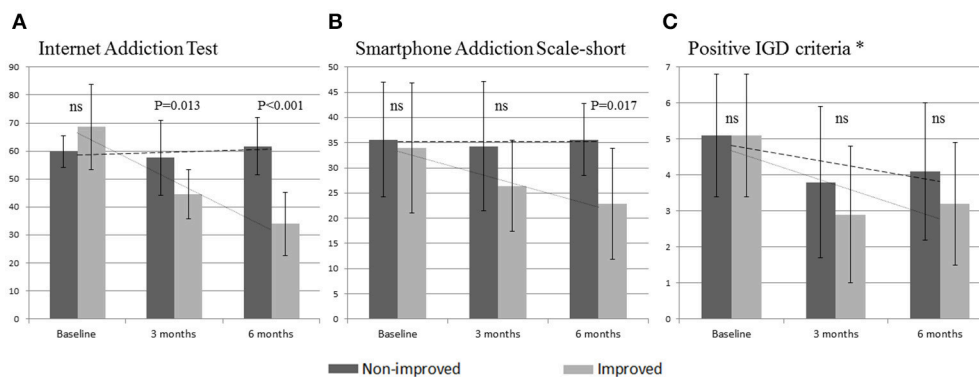 A
B
C
Internet Addiction Test
Smartphone Addiction Scale-short
Positive IGD criteria *
90
80
70
60
50
40
30
20
10
0
ns
P=0.013
P<0.001
Baseline
3 months
6 months
50
45
40
35
30
25
20
15
10
5
0
ns
ns
P=0.017
Baseline
3 months
6 months
7
6
5
4
3
2
1
0
ns
ns
ns
Baseline
3 months
6 months
Non-improved
Improved